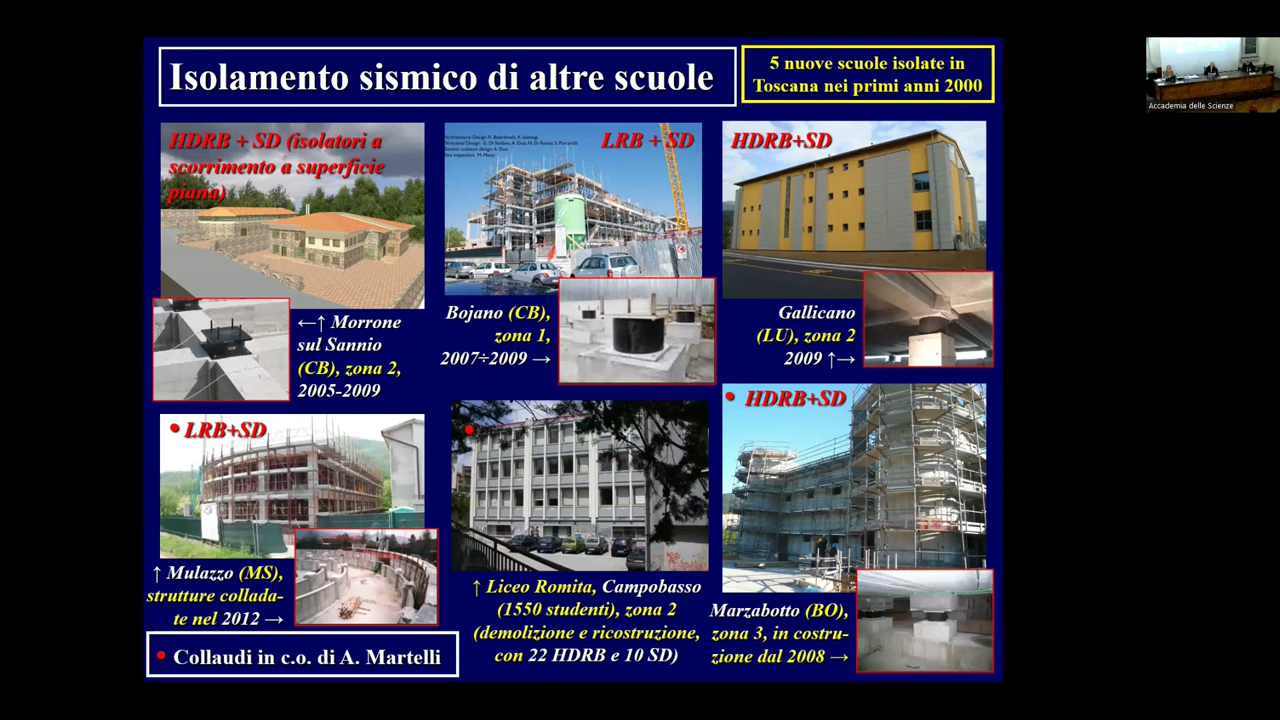 Isolamento sismico di altre scuole
5 nuove scuole isolate in
Toscana nei primi anni 2000
HDRB + SD (isolatori a
scorrimento a superficie
piana)
←↑ Morrone
sul Sannio
(CB), zona 2,
2005-2009
LRB + SD
Bojano (CB),
zona 1,
2007÷2009 →
HDRB+SD
Gallicano
(LU), zona 2
2009 ↑→
• LRB+SD
↑ Mulazzo (MS),
strutture collauda-
te nel 2012 →
•
↑ Liceo Romita, Campobasso
(1550 studenti), zona 2
(demolizione e ricostruzione,
con 22 HDRB e 10 SD)
• HDRB+SD
Marzabotto (BO),
zona 3, in costru-
zione dal 2008 →
• Collaudi in c.o. di A. Martelli
Accademia delle Scienze